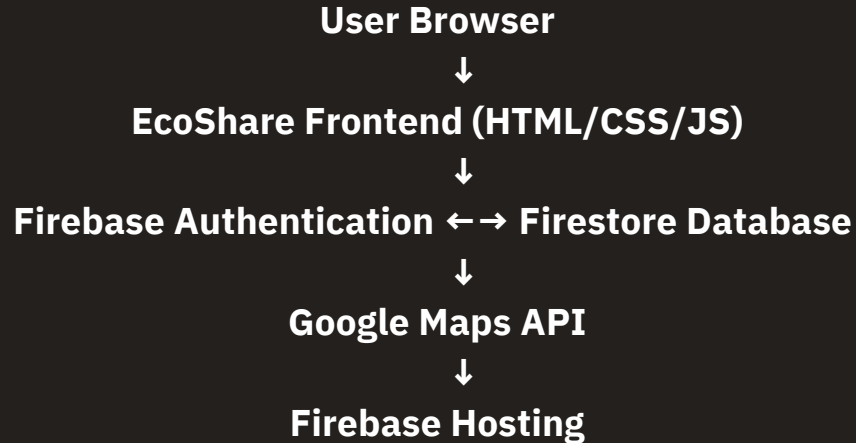 User Browser
↓
EcoShare Frontend (HTML/CSS/JS)
↓
Firebase Authentication ←→ Firestore Database
↓
Google Maps API
↓
Firebase Hosting